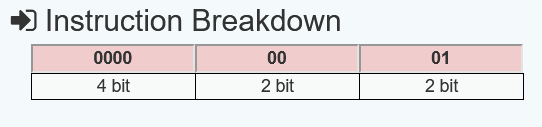 Instruction Breakdown
0000 00 01
4 bit 2 bit 2 bit